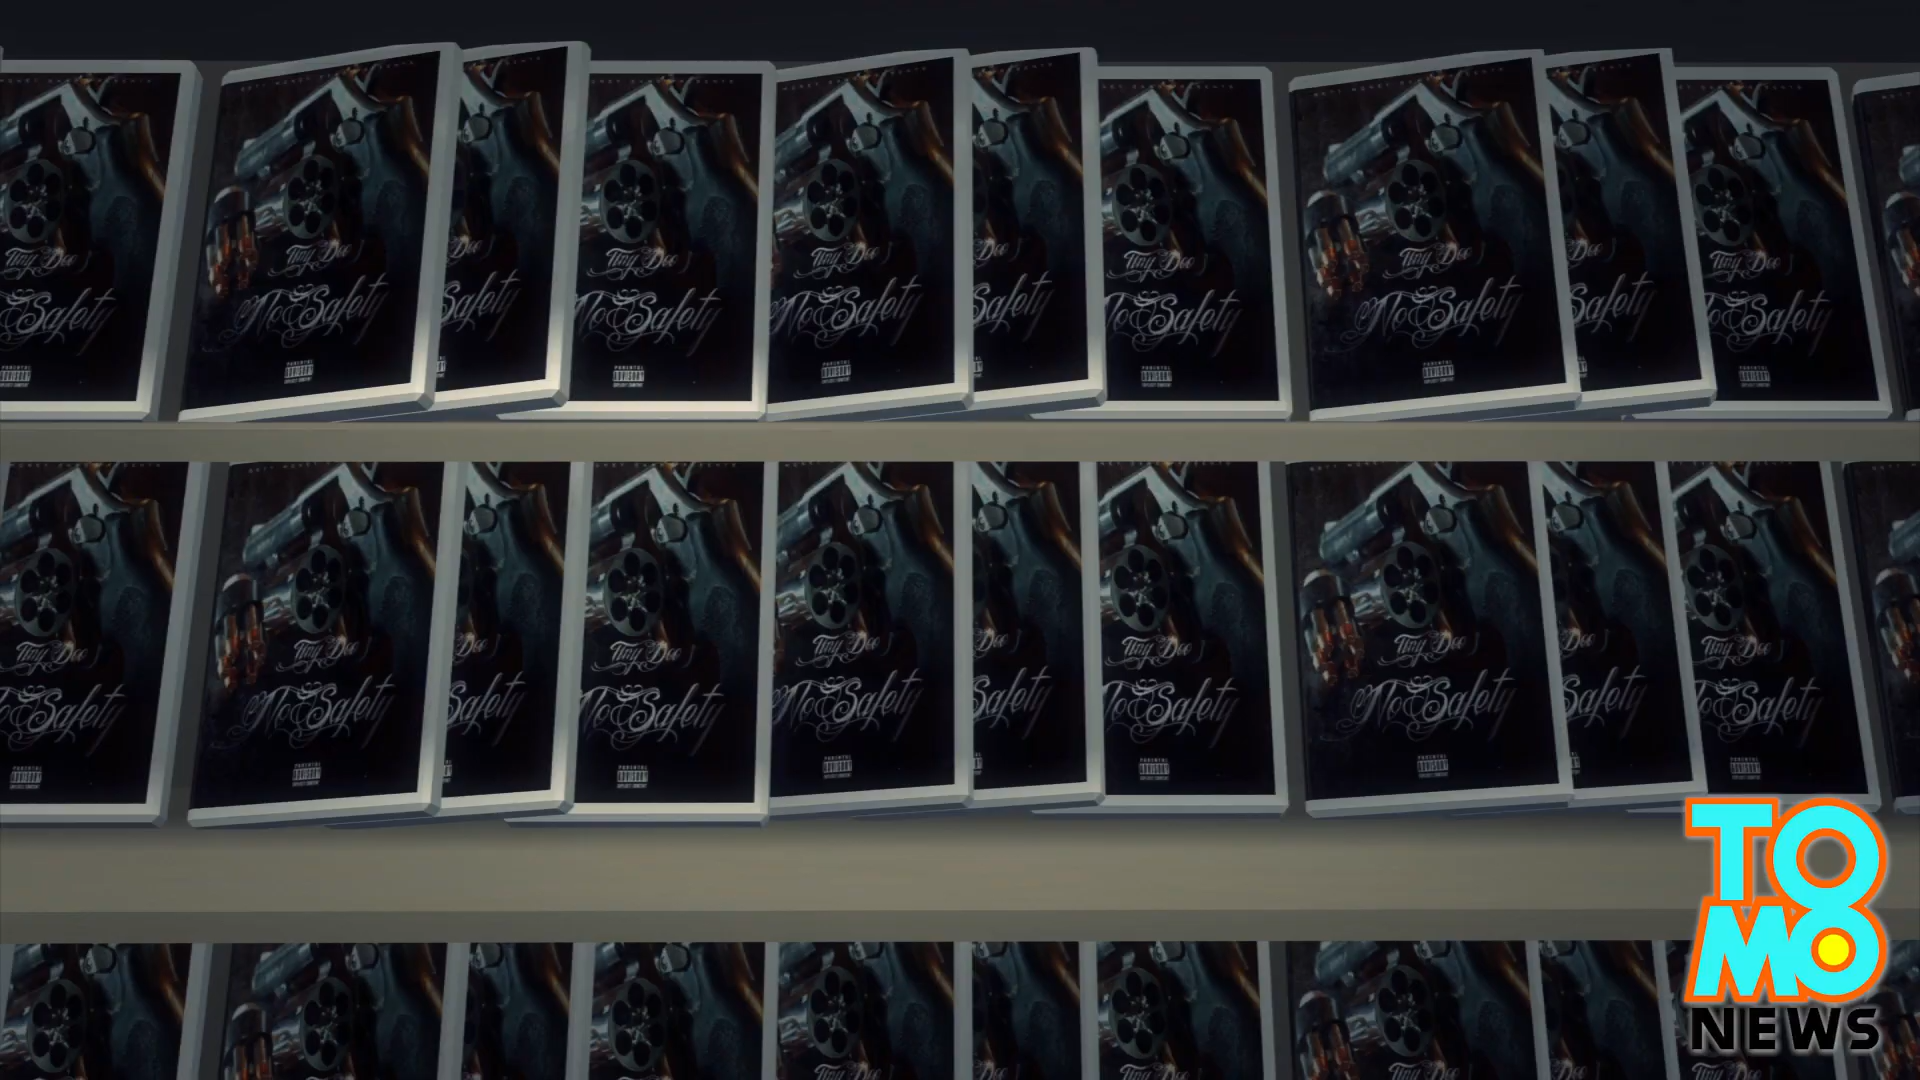 Tiny Doo
No Safety
PARENTAL
ADVISORY
EXPLICIT CONTENT
TOMO
NEWS